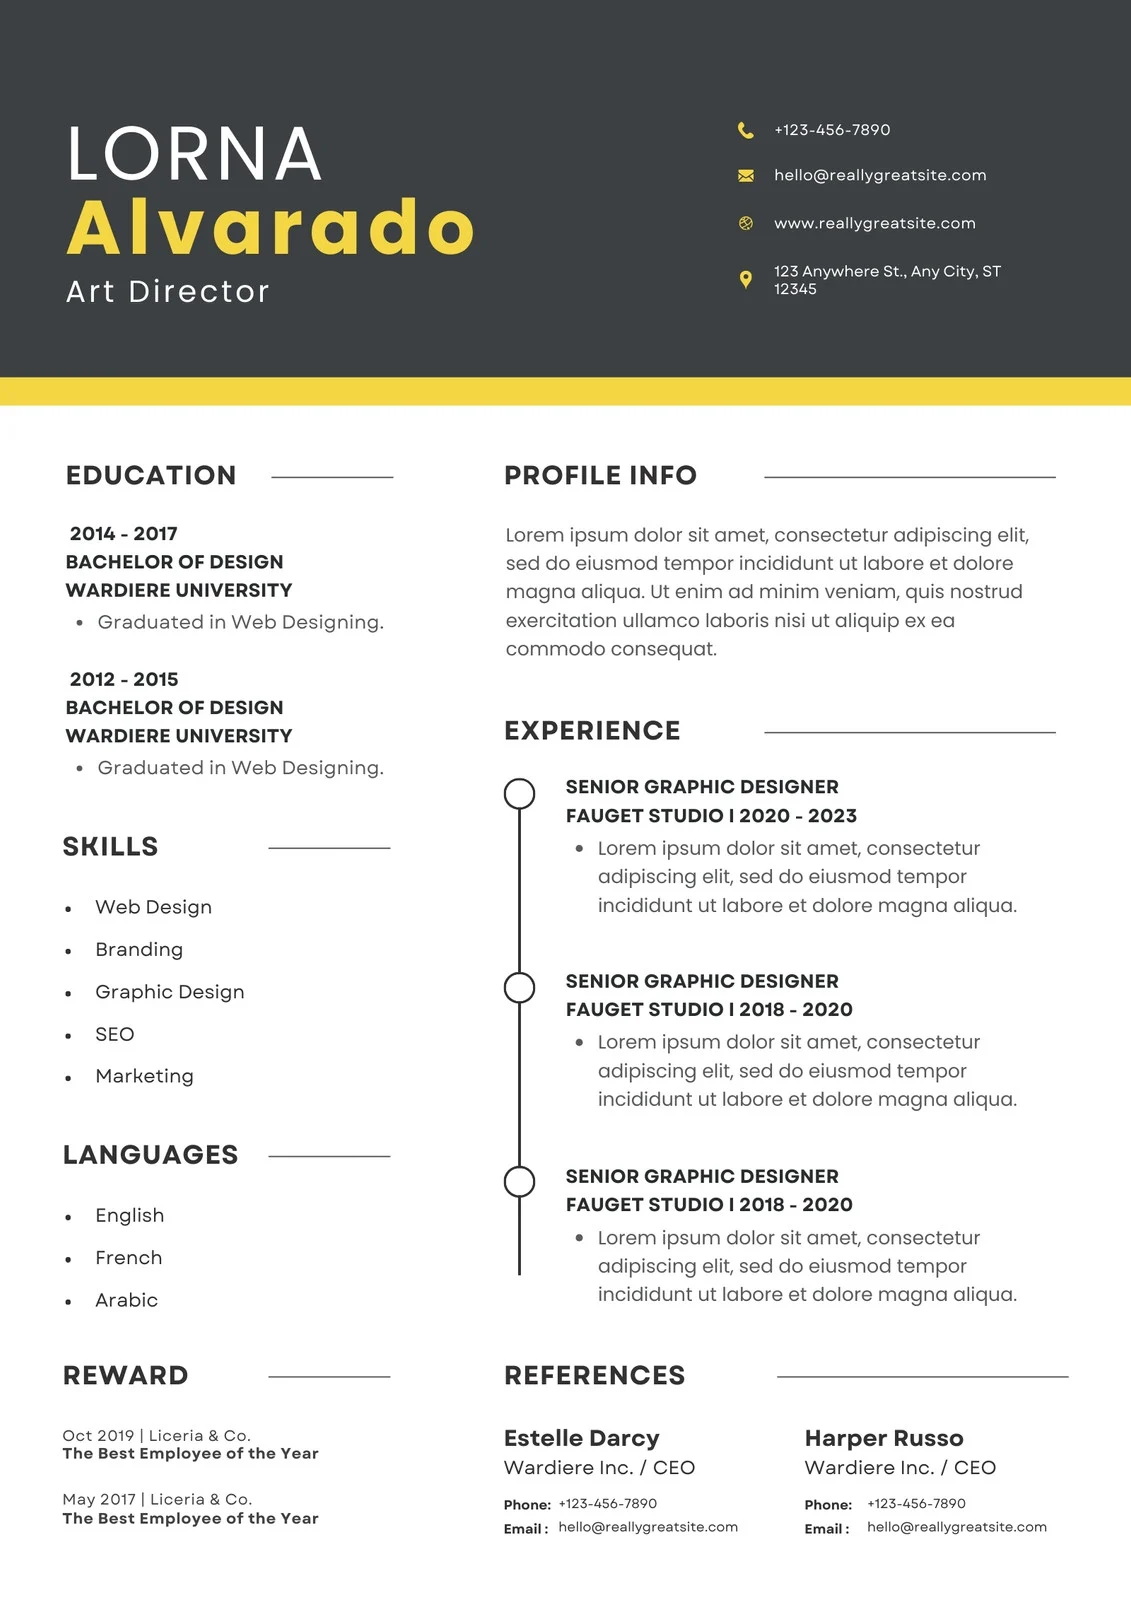 LORNA
Alvarado
Art Director
+123-456-7890
hello@reallygreatsite.com
www.reallygreatsite.com
123 Anywhere St., Any City, ST
12345
EDUCATION
2014 - 2017
BACHELOR OF DESIGN
WARDIERE UNIVERSITY
• Graduated in Web Designing.
2012 - 2015
BACHELOR OF DESIGN
WARDIERE UNIVERSITY
• Graduated in Web Designing.
SKILLS
• Web Design
• Branding
• Graphic Design
• SEO
• Marketing
LANGUAGES
• English
• French
• Arabic
REWARD
Oct 2019 | Liceria & Co.
The Best Employee of the Year
May 2017 | Liceria & Co.
The Best Employee of the Year
PROFILE INFO
Lorem ipsum dolor sit amet, consectetur adipiscing elit,
sed do eiusmod tempor incididunt ut labore et dolore
magna aliqua. Ut enim ad minim veniam, quis nostrud
exercitation ullamco laboris nisi ut aliquip ex ea
commodo consequat.
EXPERIENCE
SENIOR GRAPHIC DESIGNER
FAUGET STUDIO I 2020 - 2023
• Lorem ipsum dolor sit amet, consectetur
adipiscing elit, sed do eiusmod tempor
incididunt ut labore et dolore magna aliqua.
SENIOR GRAPHIC DESIGNER
FAUGET STUDIO I 2018 - 2020
• Lorem ipsum dolor sit amet, consectetur
adipiscing elit, sed do eiusmod tempor
incididunt ut labore et dolore magna aliqua.
SENIOR GRAPHIC DESIGNER
FAUGET STUDIO I 2018 - 2020
• Lorem ipsum dolor sit amet, consectetur
adipiscing elit, sed do eiusmod tempor
incididunt ut labore et dolore magna aliqua.
REFERENCES
Estelle Darcy
Wardiere Inc. / CEO
Phone: +123-456-7890
Email : hello@reallygreatsite.com
Harper Russo
Wardiere Inc. / CEO
Phone: +123-456-7890
Email : hello@reallygreatsite.com